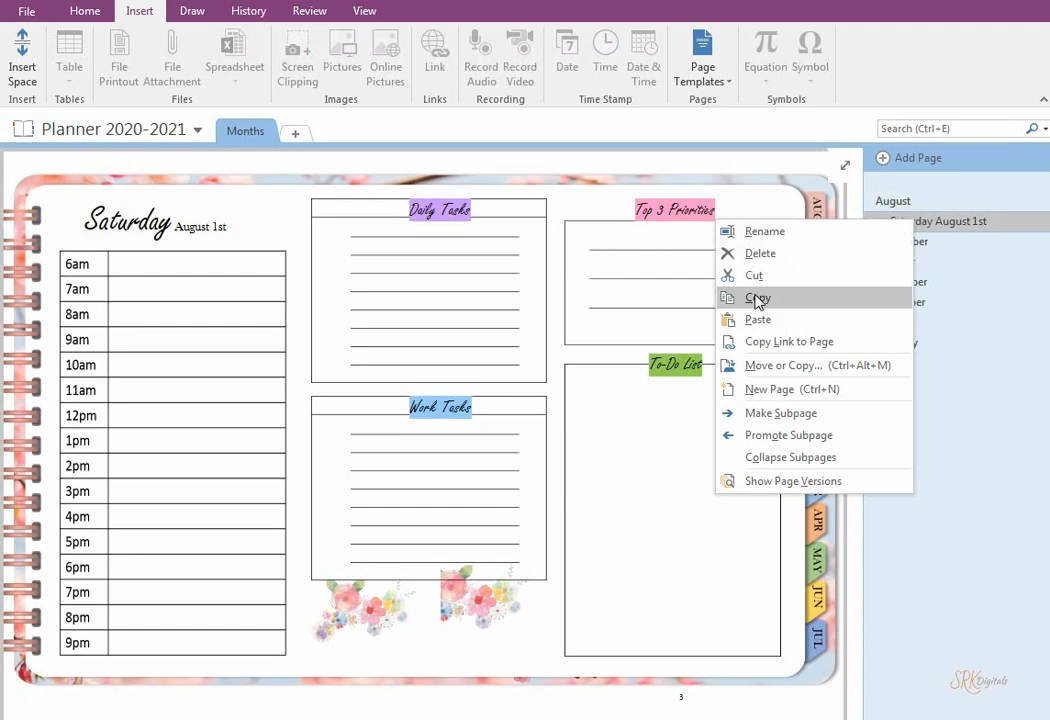 File Home Insert Draw History Review View
Insert Space Table File Printout File Attachment Spreadsheet Screen Clipping Pictures Online Pictures Link Record Audio Record Video Date Time Date & Time Page Templates Equation Symbol
Insert Tables Files Images Links Recording Time Stamp Pages Symbols
Planner 2020-2021 Months + Search (Ctrl+E)
Add Page
August
Saturday August 1st
Saturday August 1st
6am
7am
8am
9am
10am
11am
12pm
1pm
2pm
3pm
4pm
5pm
6pm
7pm
8pm
9pm
Daily Tasks
Work Tasks
Top 3 Priorities
To-Do List
Rename
Delete
Cut
Copy
Paste
Copy Link to Page
Move or Copy... (Ctrl+Alt+M)
New Page (Ctrl+N)
Make Subpage
Promote Subpage
Collapse Subpages
Show Page Versions
APR
MAY
JUN
JUL
3
SRKDigitals